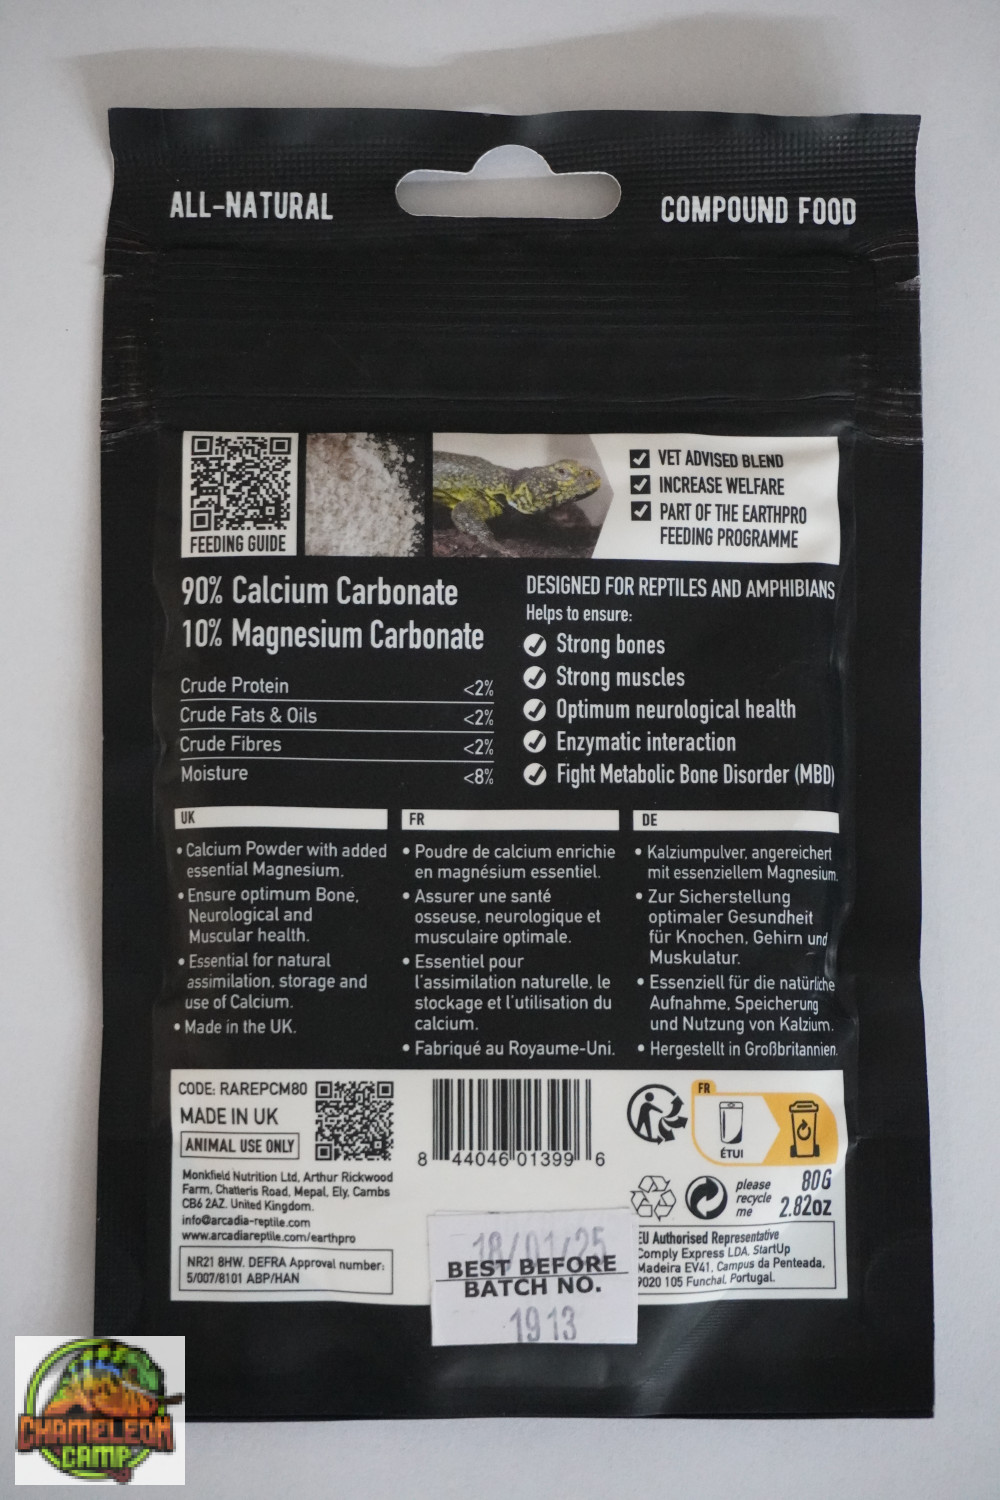 ALL-NATURAL
COMPOUND FOOD
FEEDING GUIDE
VET ADVISED BLEND
INCREASE WELFARE
PART OF THE EARTHPRO
FEEDING PROGRAMME
90% Calcium Carbonate
10% Magnesium Carbonate
Crude Protein <2%
Crude Fats & Oils <2%
Crude Fibres <2%
Moisture <8%
DESIGNED FOR REPTILES AND AMPHIBIANS
Helps to ensure:
Strong bones
Strong muscles
Optimum neurological health
Enzymatic interaction
Fight Metabolic Bone Disorder (MBD)
UK
• Calcium Powder with added
essential Magnesium.
• Ensure optimum Bone,
Neurological and
Muscular health.
• Essential for natural
assimilation, storage and
use of Calcium.
• Made in the UK.
FR
• Poudre de calcium enrichie
en magnésium essentiel.
• Assurer une santé
osseuse, neurologique et
musculaire optimale.
• Essentiel pour
l'assimilation naturelle, le
stockage et l'utilisation du
calcium.
• Fabriqué au Royaume-Uni.
DE
• Kalziumpulver, angereichert
mit essenziellem Magnesium.
• Zur Sicherstellung
optimaler Gesundheit
für Knochen, Gehirn und
Muskulatur.
• Essenziell für die natürliche
Aufnahme, Speicherung
und Nutzung von Kalzium.
• Hergestellt in Großbritannien.
CODE: RAREPCM80
MADE IN UK
ANIMAL USE ONLY
Monkfield Nutrition Ltd, Arthur Rickwood
Farm, Chatteris Road, Mepal, Ely, Cambs
CB6 2AZ. United Kingdom.
info@arcadia-reptile.com
www.arcadiareptile.com/earthpro
NR21 8HW. DEFRA Approval number:
5/007/8101 ABP/HAN
8 44046 01399 6
FR
ÉTUI
please
recycle
me
80G
2.82oz
EU Authorised Representative
Comply Express LDA. StartUp
Madeira EV41. Campus da Penteada,
9020 105 Funchal, Portugal.
18/01/25
BEST BEFORE
BATCH NO.
1913
CHAMELEON
CAMP